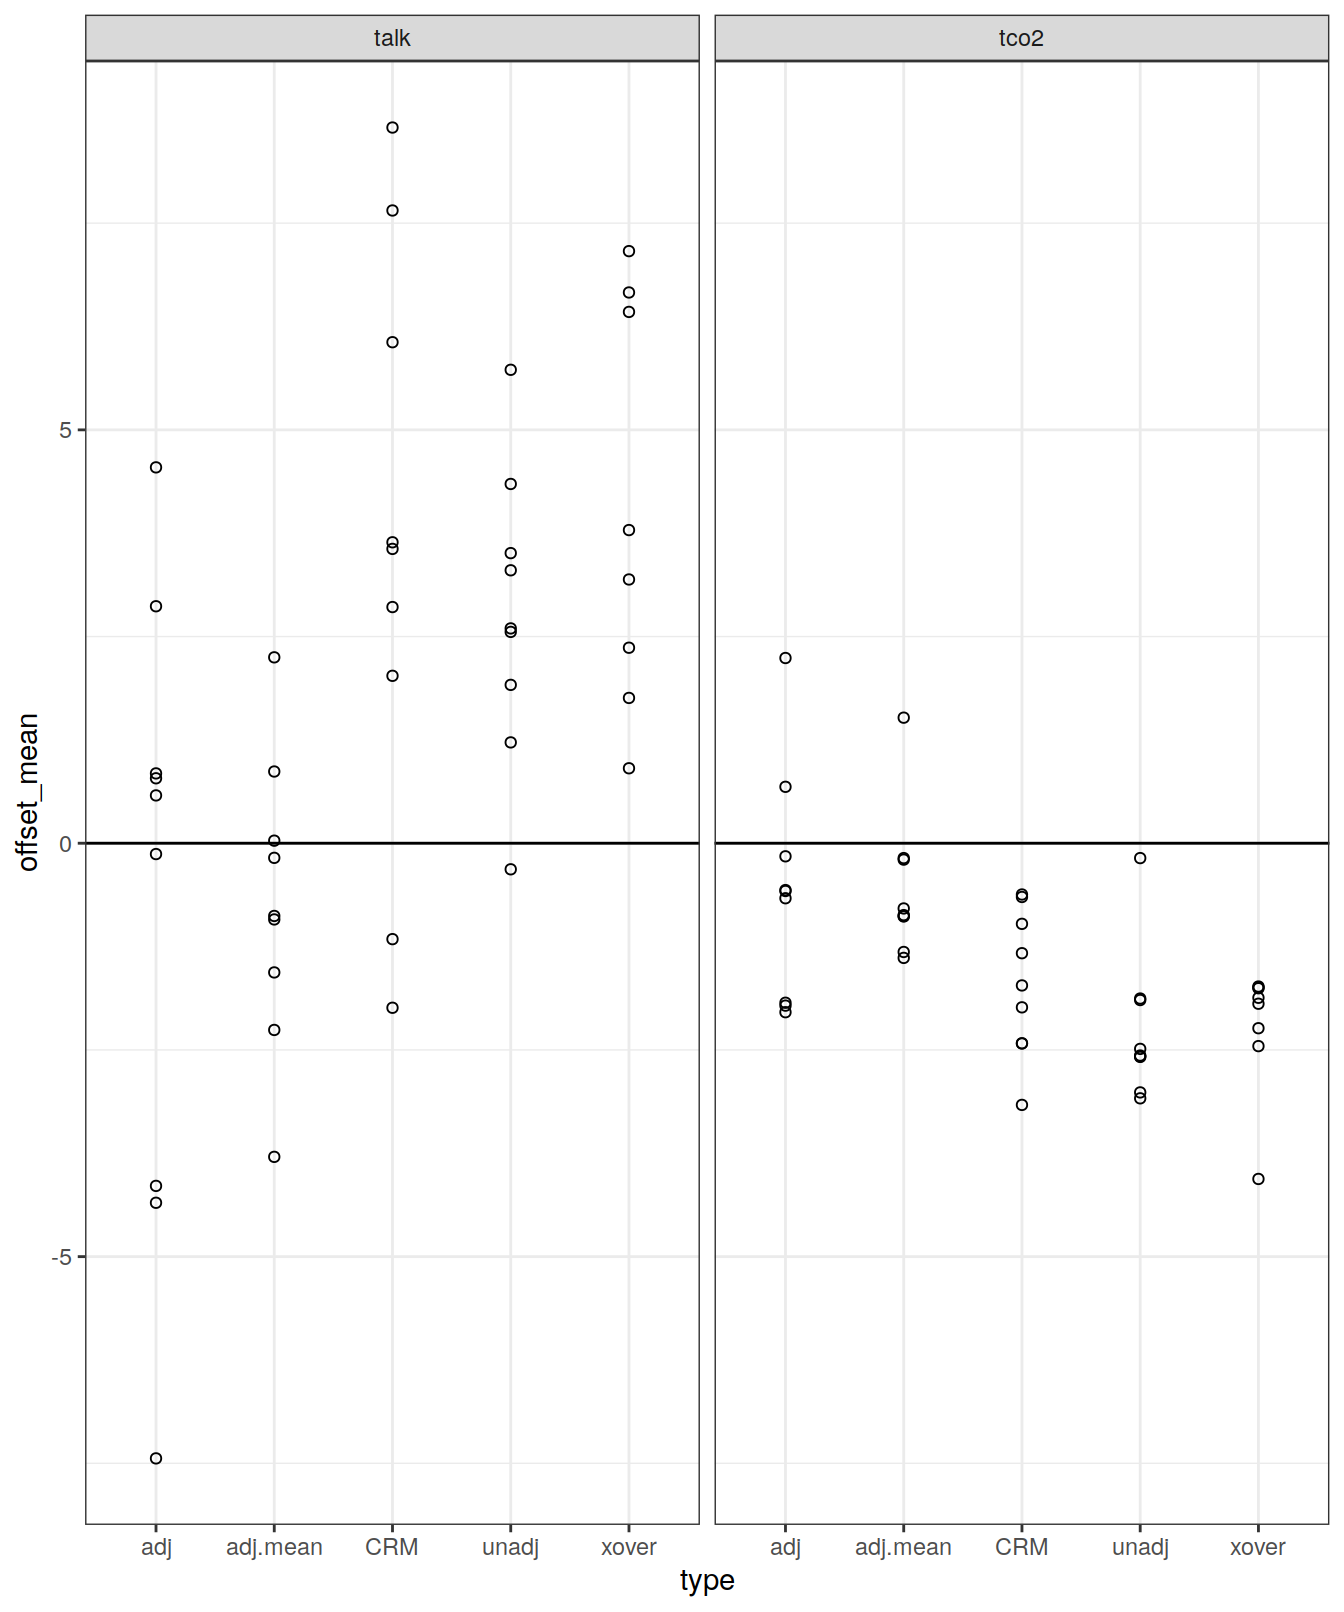 talk tco2
offset_mean
5
0
-5
adj adj.mean CRM unadj xover adj adj.mean CRM unadj xover
type